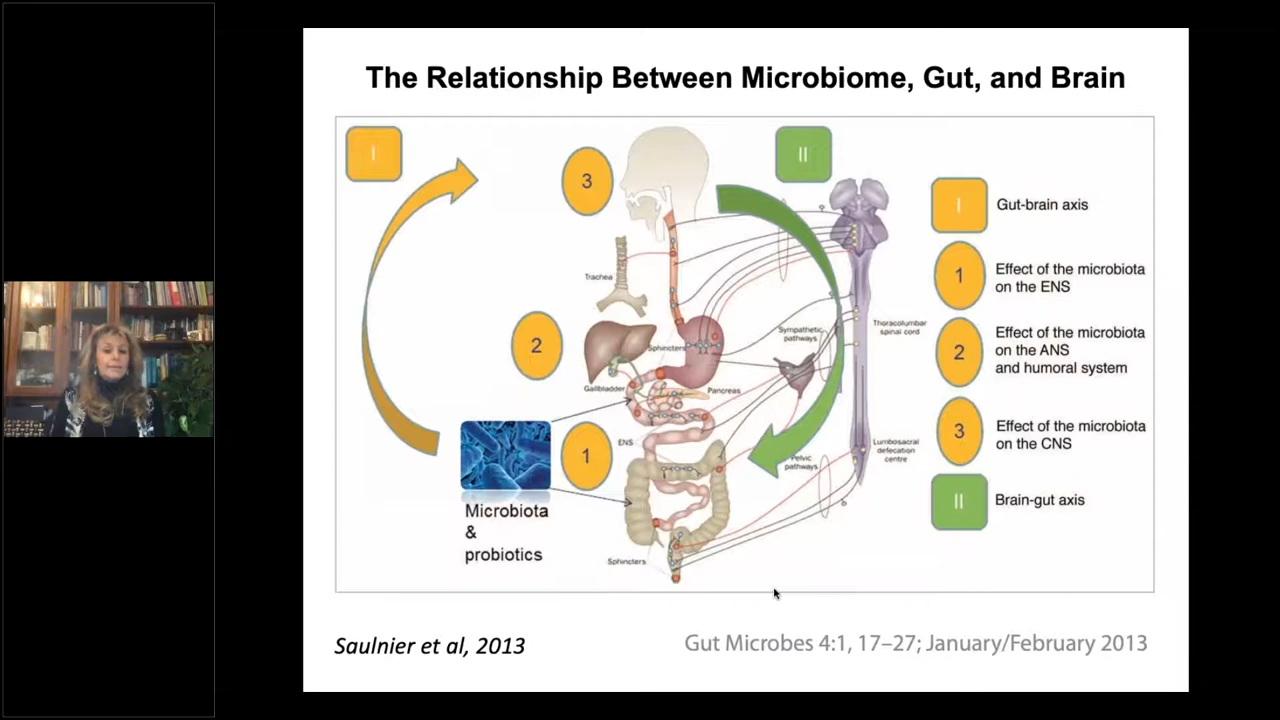 The Relationship Between Microbiome, Gut, and Brain
I
3
II
Trachea
2
Sphincters
Gallbladder
Pancreas
Sympathetic
pathways
Thoracolumbar
spinal cord
ENS
1
Pelvic
pathways
Lumbosacral
defecation
centre
Microbiota
&
probiotics
Sphincters
I
Gut-brain axis
1
Effect of the microbiota
on the ENS
2
Effect of the microbiota
on the ANS
and humoral system
3
Effect of the microbiota
on the CNS
II
Brain-gut axis
Saulnier et al, 2013
Gut Microbes 4:1, 17–27; January/February 2013